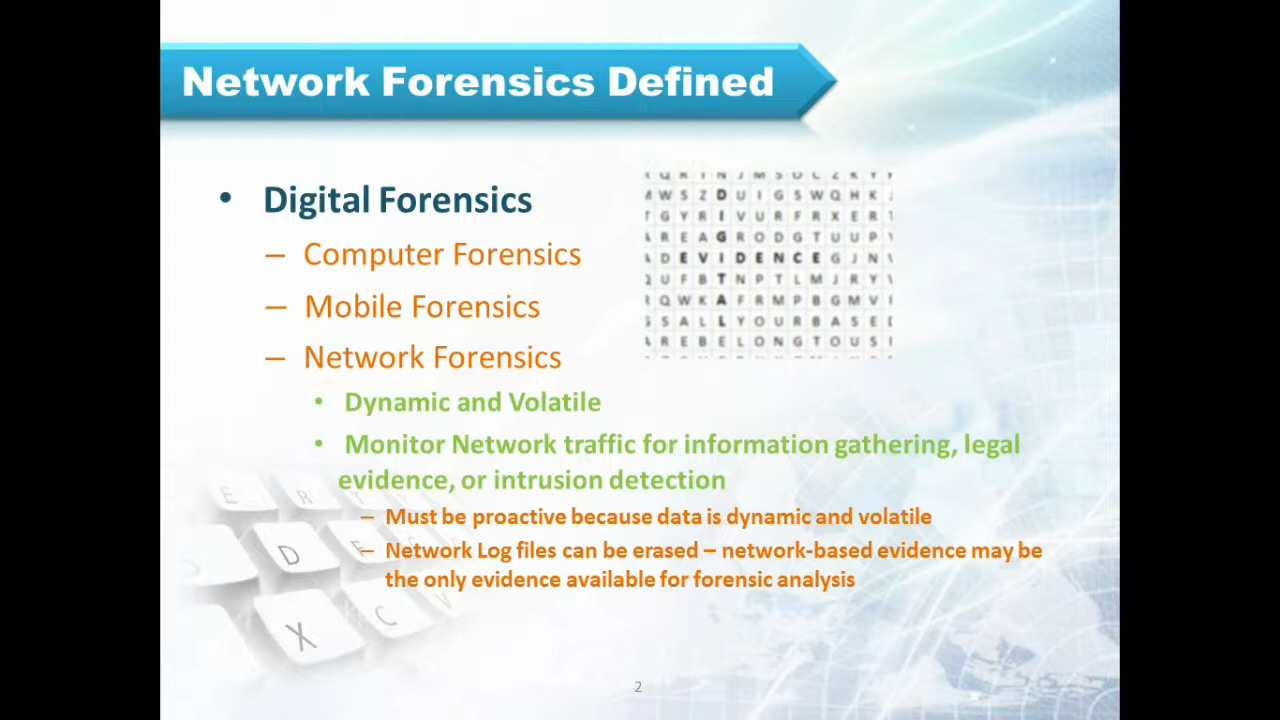 Network Forensics Defined
• Digital Forensics
– Computer Forensics
– Mobile Forensics
– Network Forensics
• Dynamic and Volatile
• Monitor Network traffic for information gathering, legal
evidence, or intrusion detection
– Must be proactive because data is dynamic and volatile
– Network Log files can be erased – network-based evidence may be
the only evidence available for forensic analysis
W S Z D U I G S W Q H K
G Y R I V U R F R X E R
R E A G R O D G T U U P
D E V I D E N C E G J N
U F B T N P T L M J R Y
Q W K A F R M P B G M V
S A L L Y O U R B A S E
R E B E L O N G T O U S
E R T Y
D E
S
X C V
2